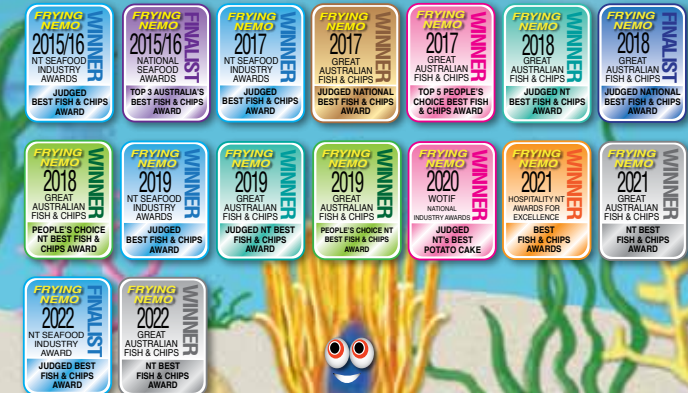 FRYING
NEMO
2015/16
NT SEAFOOD
INDUSTRY
AWARDS
WINNER
JUDGED
BEST FISH & CHIPS
AWARD
FRYING
NEMO
2015/16
NATIONAL
SEAFOOD
AWARDS
FINALIST
TOP 3 AUSTRALIA'S
BEST FISH & CHIPS
AWARD
FRYING
NEMO
2017
NT SEAFOOD
INDUSTRY
AWARDS
WINNER
JUDGED
BEST FISH & CHIPS
AWARD
FRYING
NEMO
2017
GREAT
AUSTRALIAN
FISH & CHIPS
WINNER
JUDGED NATIONAL
BEST FISH & CHIPS
AWARD
FRYING
NEMO
2017
GREAT
AUSTRALIAN
FISH & CHIPS
WINNER
TOP 5 PEOPLE'S
CHOICE BEST FISH
& CHIPS AWARD
FRYING
NEMO
2018
GREAT
AUSTRALIAN
FISH & CHIPS
WINNER
JUDGED NT
BEST FISH & CHIPS
AWARD
FRYING
NEMO
2018
GREAT
AUSTRALIAN
FISH & CHIPS
FINALIST
JUDGED NATIONAL
BEST FISH & CHIPS
AWARD
FRYING
NEMO
2018
GREAT
AUSTRALIAN
FISH & CHIPS
WINNER
PEOPLE'S CHOICE
NT BEST FISH &
CHIPS AWARD
FRYING
NEMO
2019
NT SEAFOOD
INDUSTRY
AWARDS
WINNER
JUDGED
BEST FISH & CHIPS
AWARD
FRYING
NEMO
2019
GREAT
AUSTRALIAN
FISH & CHIPS
WINNER
JUDGED NT BEST
FISH & CHIPS
AWARD
FRYING
NEMO
2019
GREAT
AUSTRALIAN
FISH & CHIPS
WINNER
PEOPLE'S CHOICE NT
BEST FISH & CHIPS
AWARD
FRYING
NEMO
2020
WOTIF
NATIONAL
INDUSTRY AWARDS
WINNER
JUDGED
NT's BEST
POTATO CAKE
FRYING
NEMO
2021
HOSPITALITY NT
AWARDS FOR
EXCELLENCE
WINNER
BEST
FISH & CHIPS
AWARDS
FRYING
NEMO
2021
GREAT
AUSTRALIAN
FISH & CHIPS
WINNER
NT BEST
FISH & CHIPS
AWARD
FRYING
NEMO
2022
NT SEAFOOD
INDUSTRY
AWARD
FINALIST
JUDGED BEST
FISH & CHIPS
AWARD
FRYING
NEMO
2022
GREAT
AUSTRALIAN
FISH & CHIPS
WINNER
NT BEST
FISH & CHIPS
AWARD